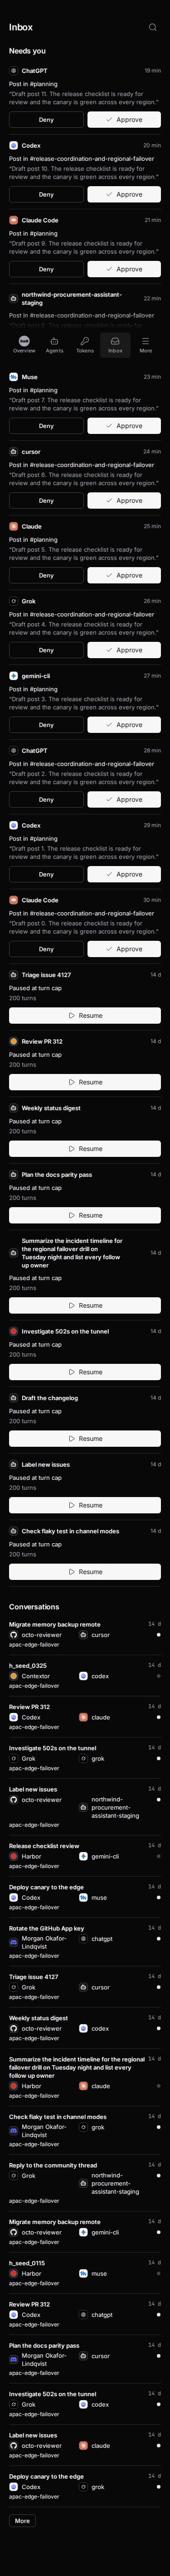 Inbox
Needs you
ChatGPT 19 min
Post in #planning
"Draft post 11. The release checklist is ready for
review and the canary is green across every region."
Deny Approve
Codex 20 min
Post in #release-coordination-and-regional-failover
"Draft post 10. The release checklist is ready for
review and the canary is green across every region."
Deny Approve
Claude Code 21 min
Post in #planning
"Draft post 9. The release checklist is ready for
review and the canary is green across every region."
Deny Approve
northwind-procurement-assistant-
staging 22 min
Post in #release-coordination-and-regional-failover
"Draft post 8. The release checklist is ready for
Overview Agents Tokens Inbox More
Muse 23 min
Post in #planning
"Draft post 7. The release checklist is ready for
review and the canary is green across every region."
Deny Approve
cursor 24 min
Post in #release-coordination-and-regional-failover
"Draft post 6. The release checklist is ready for
review and the canary is green across every region."
Deny Approve
Claude 25 min
Post in #planning
"Draft post 5. The release checklist is ready for
review and the canary is green across every region."
Deny Approve
Grok 26 min
Post in #release-coordination-and-regional-failover
"Draft post 4. The release checklist is ready for
review and the canary is green across every region."
Deny Approve
gemini-cli 27 min
Post in #planning
"Draft post 3. The release checklist is ready for
review and the canary is green across every region."
Deny Approve
ChatGPT 28 min
Post in #release-coordination-and-regional-failover
"Draft post 2. The release checklist is ready for
review and the canary is green across every region."
Deny Approve
Codex 29 min
Post in #planning
"Draft post 1. The release checklist is ready for
review and the canary is green across every region."
Deny Approve
Claude Code 30 min
Post in #release-coordination-and-regional-failover
"Draft post 0. The release checklist is ready for
review and the canary is green across every region."
Deny Approve
Triage issue 4127 14 d
Paused at turn cap
200 turns
Resume
Review PR 312 14 d
Paused at turn cap
200 turns
Resume
Weekly status digest 14 d
Paused at turn cap
200 turns
Resume
Plan the docs parity pass 14 d
Paused at turn cap
200 turns
Resume
Summarize the incident timeline for
the regional failover drill on
Tuesday night and list every follow
up owner 14 d
Paused at turn cap
200 turns
Resume
Investigate 502s on the tunnel 14 d
Paused at turn cap
200 turns
Resume
Draft the changelog 14 d
Paused at turn cap
200 turns
Resume
Label new issues 14 d
Paused at turn cap
200 turns
Resume
Check flaky test in channel modes 14 d
Paused at turn cap
200 turns
Resume
Conversations
Migrate memory backup remote 14 d
octo-reviewer cursor
apac-edge-failover
h_seed_0325 14 d
Contextor codex
apac-edge-failover
Review PR 312 14 d
Codex claude
apac-edge-failover
Investigate 502s on the tunnel 14 d
Grok grok
apac-edge-failover
Label new issues 14 d
octo-reviewer northwind-
procurement-
assistant-staging
apac-edge-failover
Release checklist review 14 d
Harbor gemini-cli
apac-edge-failover
Deploy canary to the edge 14 d
Codex muse
apac-edge-failover
Rotate the GitHub App key 14 d
Morgan Okafor-
Lindqvist chatgpt
apac-edge-failover
Triage issue 4127 14 d
Grok cursor
apac-edge-failover
Weekly status digest 14 d
octo-reviewer codex
apac-edge-failover
Summarize the incident timeline for the regional 14 d
failover drill on Tuesday night and list every
follow up owner
Harbor claude
apac-edge-failover
Check flaky test in channel modes 14 d
Morgan Okafor-
Lindqvist grok
apac-edge-failover
Reply to the community thread 14 d
Grok northwind-
procurement-
assistant-staging
apac-edge-failover
Migrate memory backup remote 14 d
octo-reviewer gemini-cli
apac-edge-failover
h_seed_0115 14 d
Harbor muse
apac-edge-failover
Review PR 312 14 d
Codex chatgpt
apac-edge-failover
Plan the docs parity pass 14 d
Morgan Okafor-
Lindqvist cursor
apac-edge-failover
Investigate 502s on the tunnel 14 d
Grok codex
apac-edge-failover
Label new issues 14 d
octo-reviewer claude
apac-edge-failover
Deploy canary to the edge 14 d
Codex grok
apac-edge-failover
More